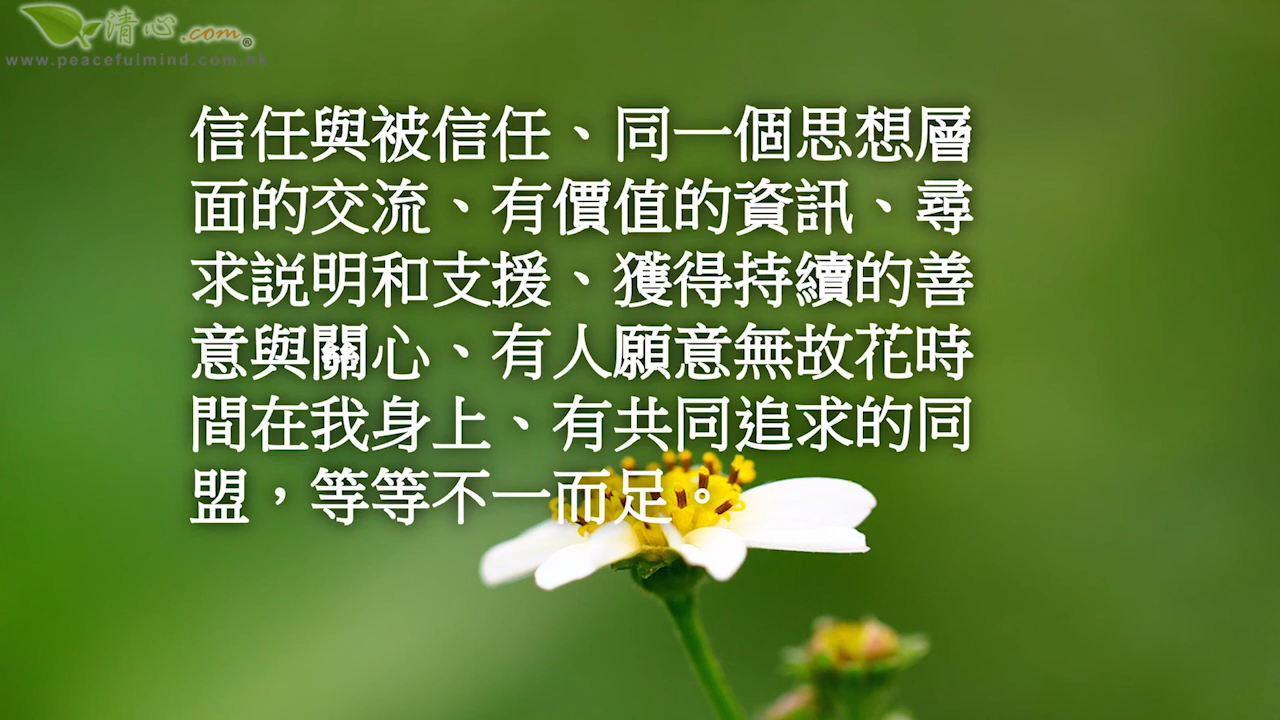 清心.com®
www.peacefulmind.com.hk
信任與被信任、同一個思想層
面的交流、有價值的資訊、尋
求説明和支援、獲得持續的善
意與關心、有人願意無故花時
間在我身上、有共同追求的同
盟，等等不一而足。